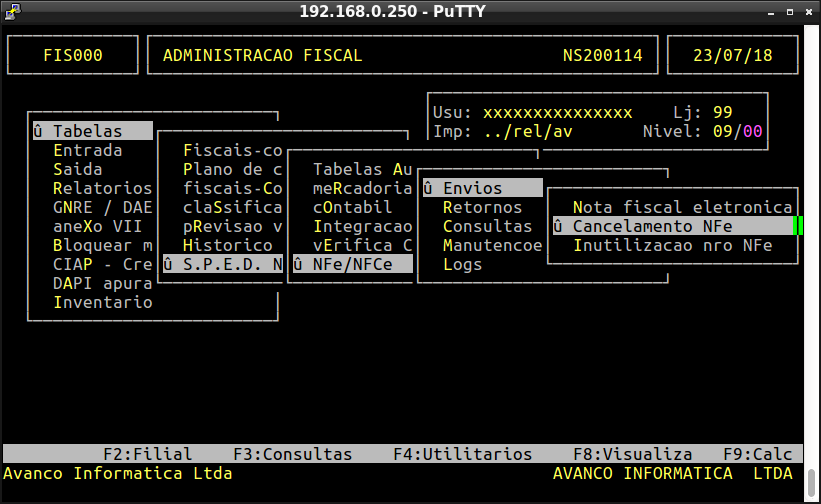 192.168.0.250 - PuTTY
FIS000 ADMINISTRACAO FISCAL NS200114 23/07/18
Usu: xxxxxxxxxxxxxxx Lj: 99
û Tabelas Imp: ../rel/av Nivel: 09/00
Entrada Fiscais-co
Saida Plano de c Tabelas Au
Relatorios fiscais-Co meRcadoria û Envios
GNRE / DAE claSsifica cOntabil Retornos Nota fiscal eletronica
aneXo VII pRevisao v Integracao Consultas û Cancelamento NFe
Bloquear m Historico vErifica C Manutencoe Inutilizacao nro NFe
CIAP - Cre û S.P.E.D. N û NFe/NFCe Logs
DAPI apura
Inventario
F2:Filial F3:Consultas F4:Utilitarios F8:Visualiza F9:Calc
Avanco Informatica Ltda AVANCO INFORMATICA LTDA